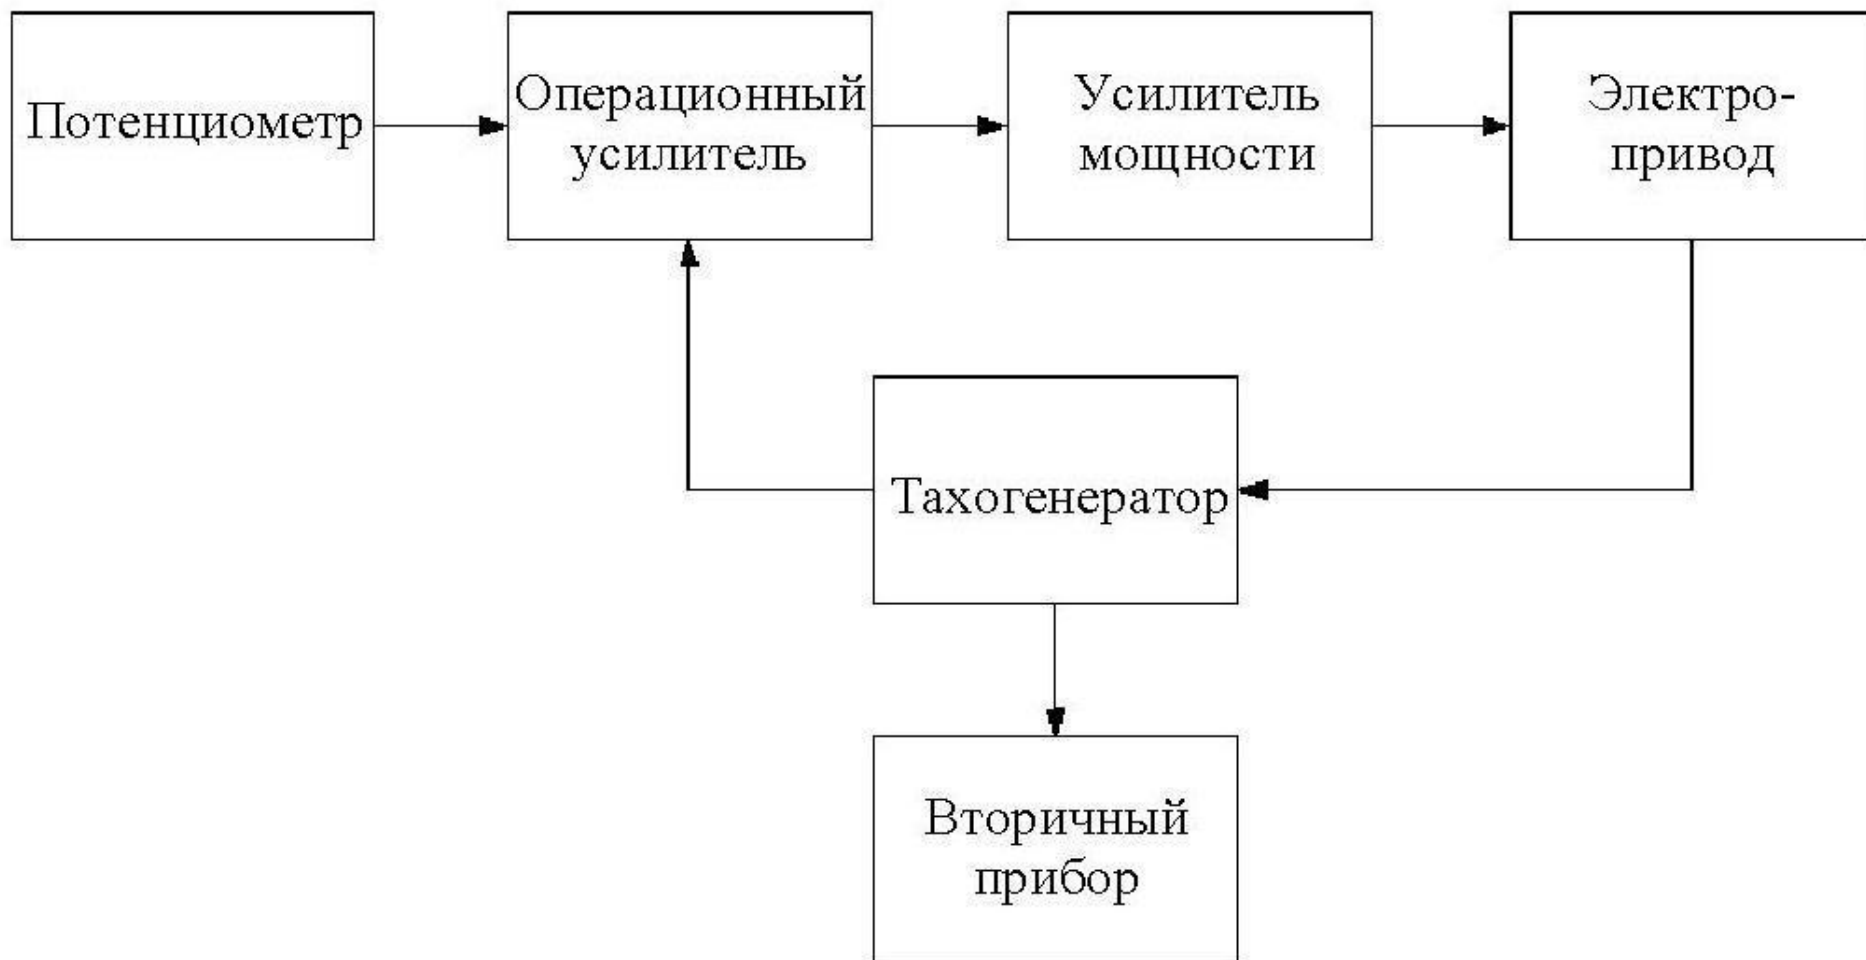 Потенциометр
Операционный
усилитель
Усилитель
мощности
Электро-
привод
Тахогенератор
Вторичный
прибор